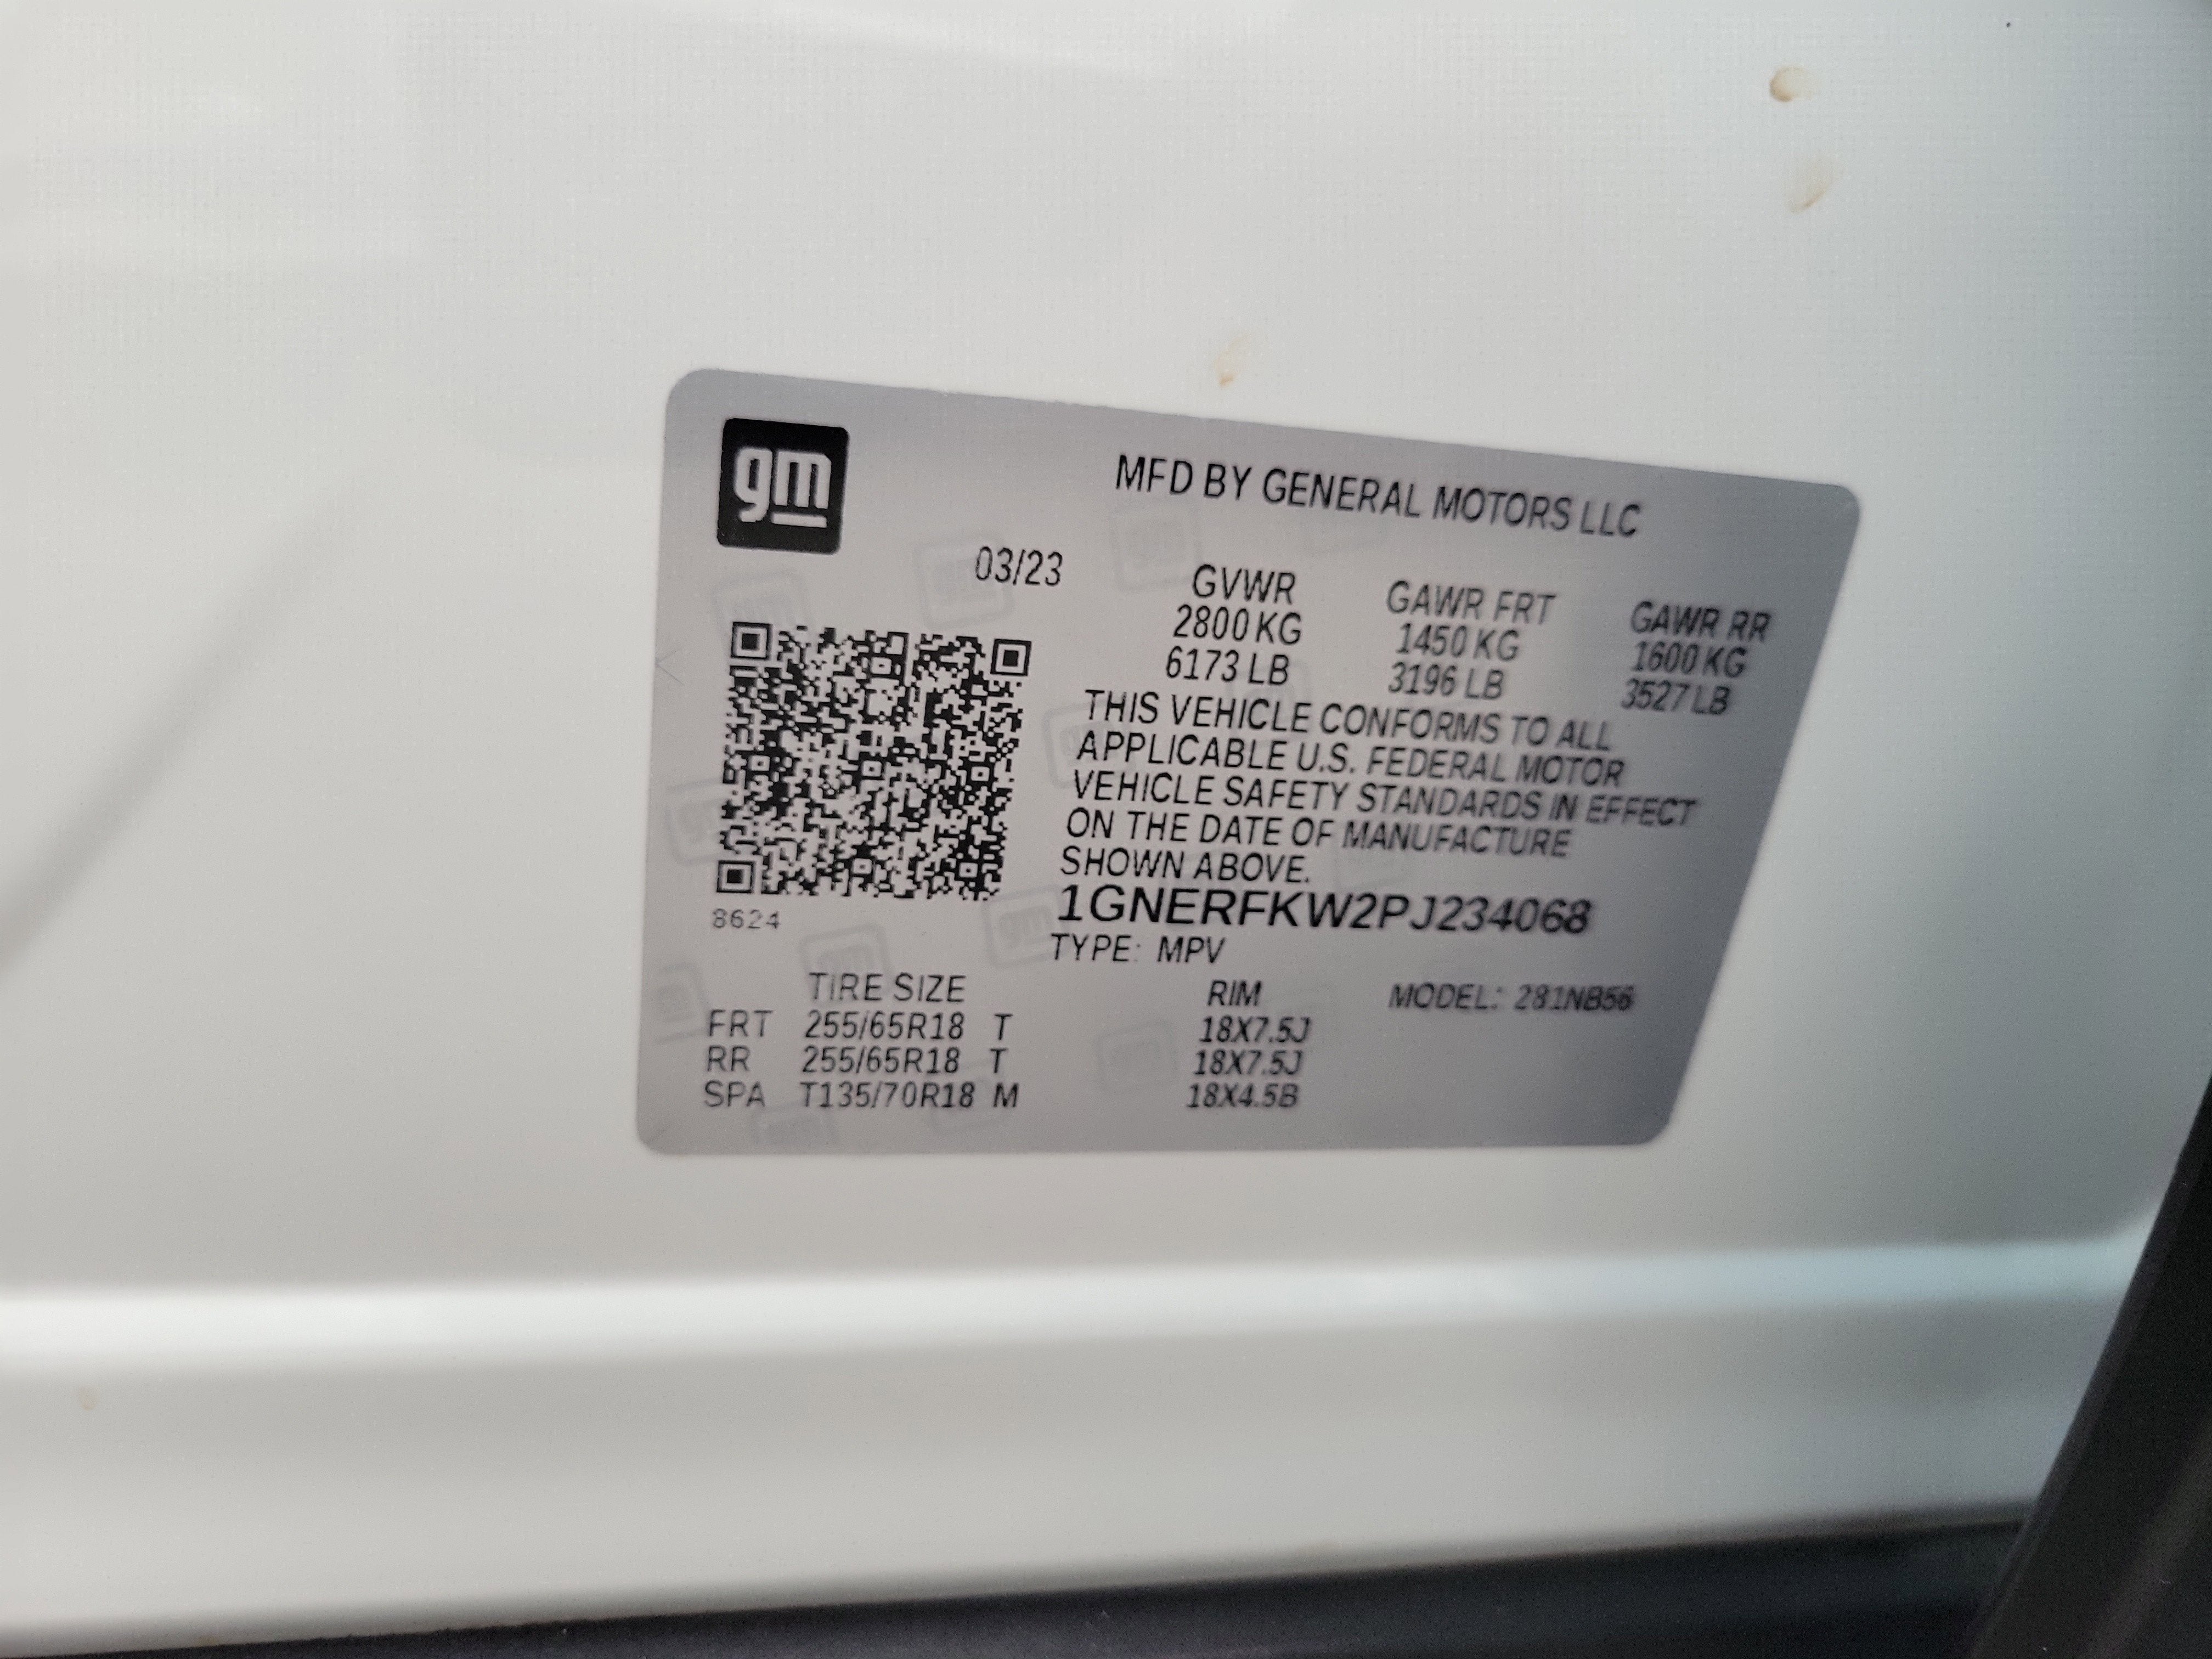 gm
MFD BY GENERAL MOTORS LLC
03/23
GVWR GAWR FRT GAWR RR
2800 KG 1450 KG 1600 KG
6173 LB 3196 LB 3527 LB
THIS VEHICLE CONFORMS TO ALL
APPLICABLE U.S. FEDERAL MOTOR
VEHICLE SAFETY STANDARDS IN EFFECT
ON THE DATE OF MANUFACTURE
SHOWN ABOVE.
8624
1GNERFKW2PJ234068
TYPE: MPV
TIRE SIZE RIM MODEL: 281NB56
FRT 255/65R18 T 18X7.5J
RR 255/65R18 T 18X7.5J
SPA T135/70R18 M 18X4.5B